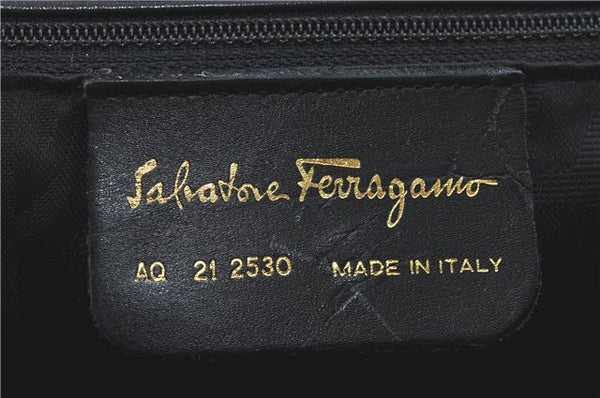 Salvatore Ferragamo
AQ 21 2530 MADE IN ITALY